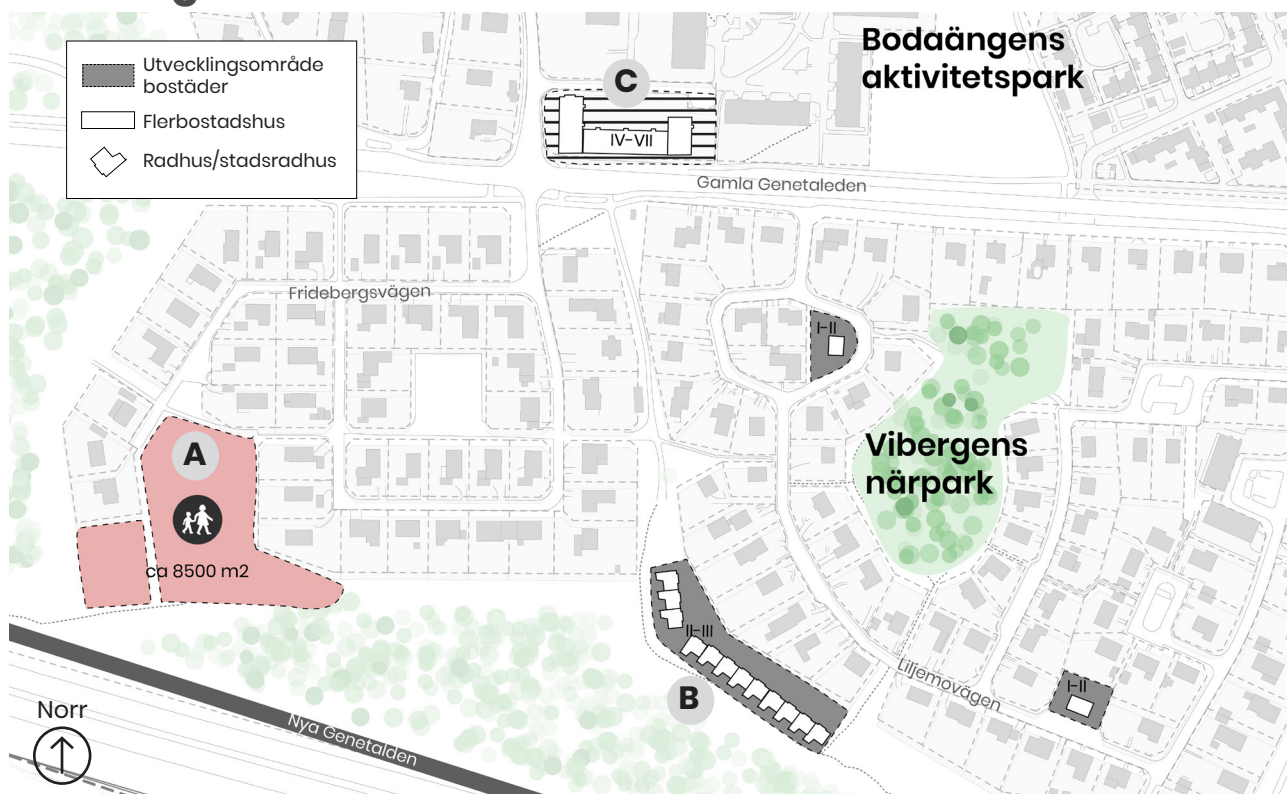 Utvecklingsområde
bostäder
Flerbostadshus
Radhus/stadsradhus
Bodaängens
aktivitetspark
C
IV-VII
Gamla Genetaleden
Fridebergsvägen
I-II
A
Vibergens
närpark
ca 8500 m2
II-III
B
Liljemovägen
I-II
Norr
Nya Genetalden